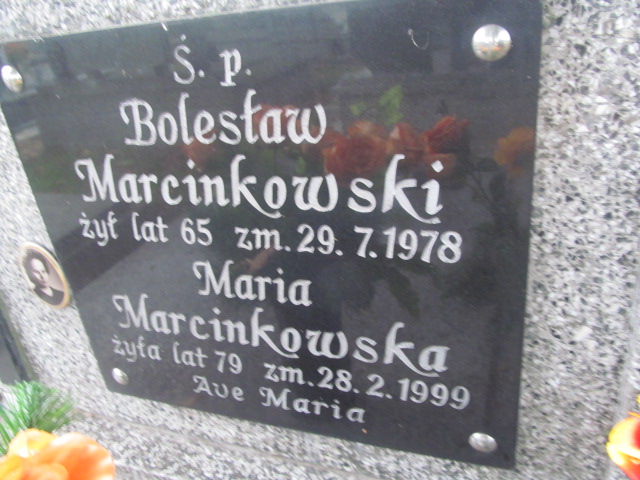 Ś. p.
Bolesław
Marcinkowski
żył lat 65 zm. 29. 7. 1978
Maria
Marcinkowska
żyła lat 79 zm. 28. 2. 1999
Ave Maria